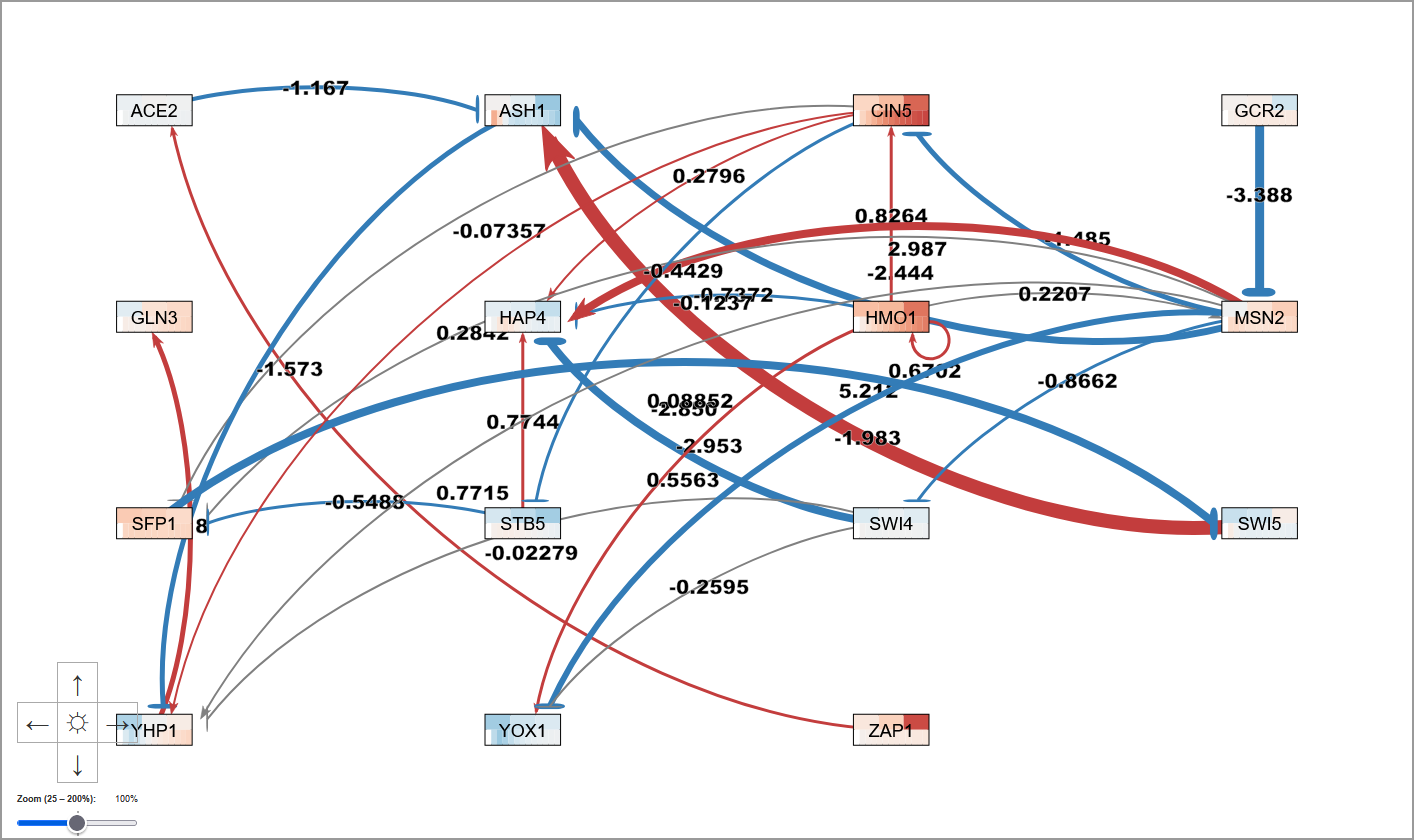 -1.167
ACE2
ASH1
CIN5
GCR2
0.2796
-3.388
0.8264
-0.07357
-1.485
2.987
-0.4429
-2.444
-0.7372
0.2207
-0.1237
GLN3
HAP4
HMO1
MSN2
0.2842
-1.573
0.6702
-0.8662
5.212
0.08852
-2.850
0.7744
-1.983
-2.953
0.5563
0.7715
-0.5488
SFP1
8
STB5
SWI4
SWI5
-0.02279
-0.2595
↑
← →
YHP1
YOX1
ZAP1
↓
Zoom (25 – 200%): 100%